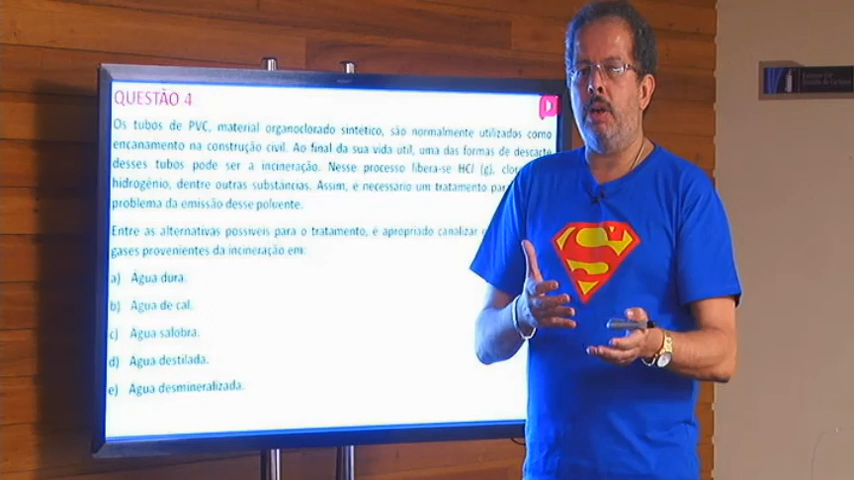 QUESTÃO 4
Os tubos de PVC, material organoclorado sintético, são normalmente utilizados como
encanamento na construção civil. Ao final da sua vida útil, uma das formas de descarte
desses tubos pode ser a incineração. Nesse processo libera-se HCl (g),
hidrogênio, dentre outras substâncias. Assim, é necessário um tratamento
problema da emissão desse poluente.
Entre as alternativas possíveis para o tratamento, é apropriado canalizar
gases provenientes da incineração em:
a) Água dura.
b) Água de cal.
c) Água salobra.
d) Água destilada.
e) Água desmineralizada.
S